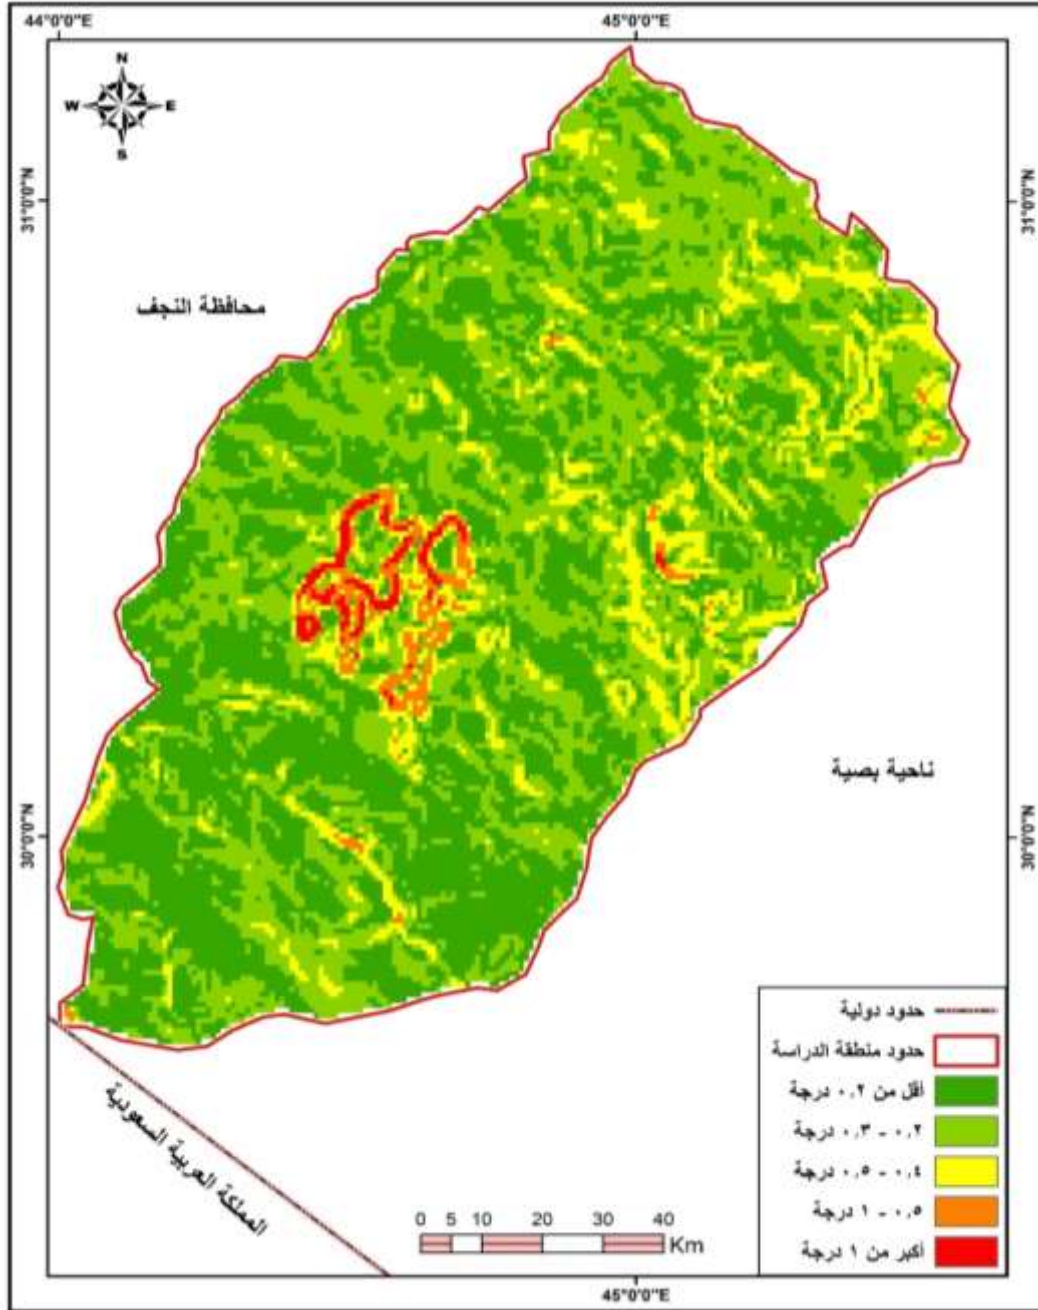 44°0'0"E
45°0'0"E
N
W
E
S
31°0'0"N
31°0'0"N
محافظة النجف
ناحية بصية
30°0'0"N
30°0'0"N
المملكة العربية السعودية
حدود دولية
حدود منطقة الدراسة
أقل من ٠,٢ درجة
٠,٢ - ٠,٣ درجة
٠,٤ - ٠,٥ درجة
٠,٥ - ١ درجة
أكبر من ١ درجة
0 5 10 20 30 40
Km
45°0'0"E